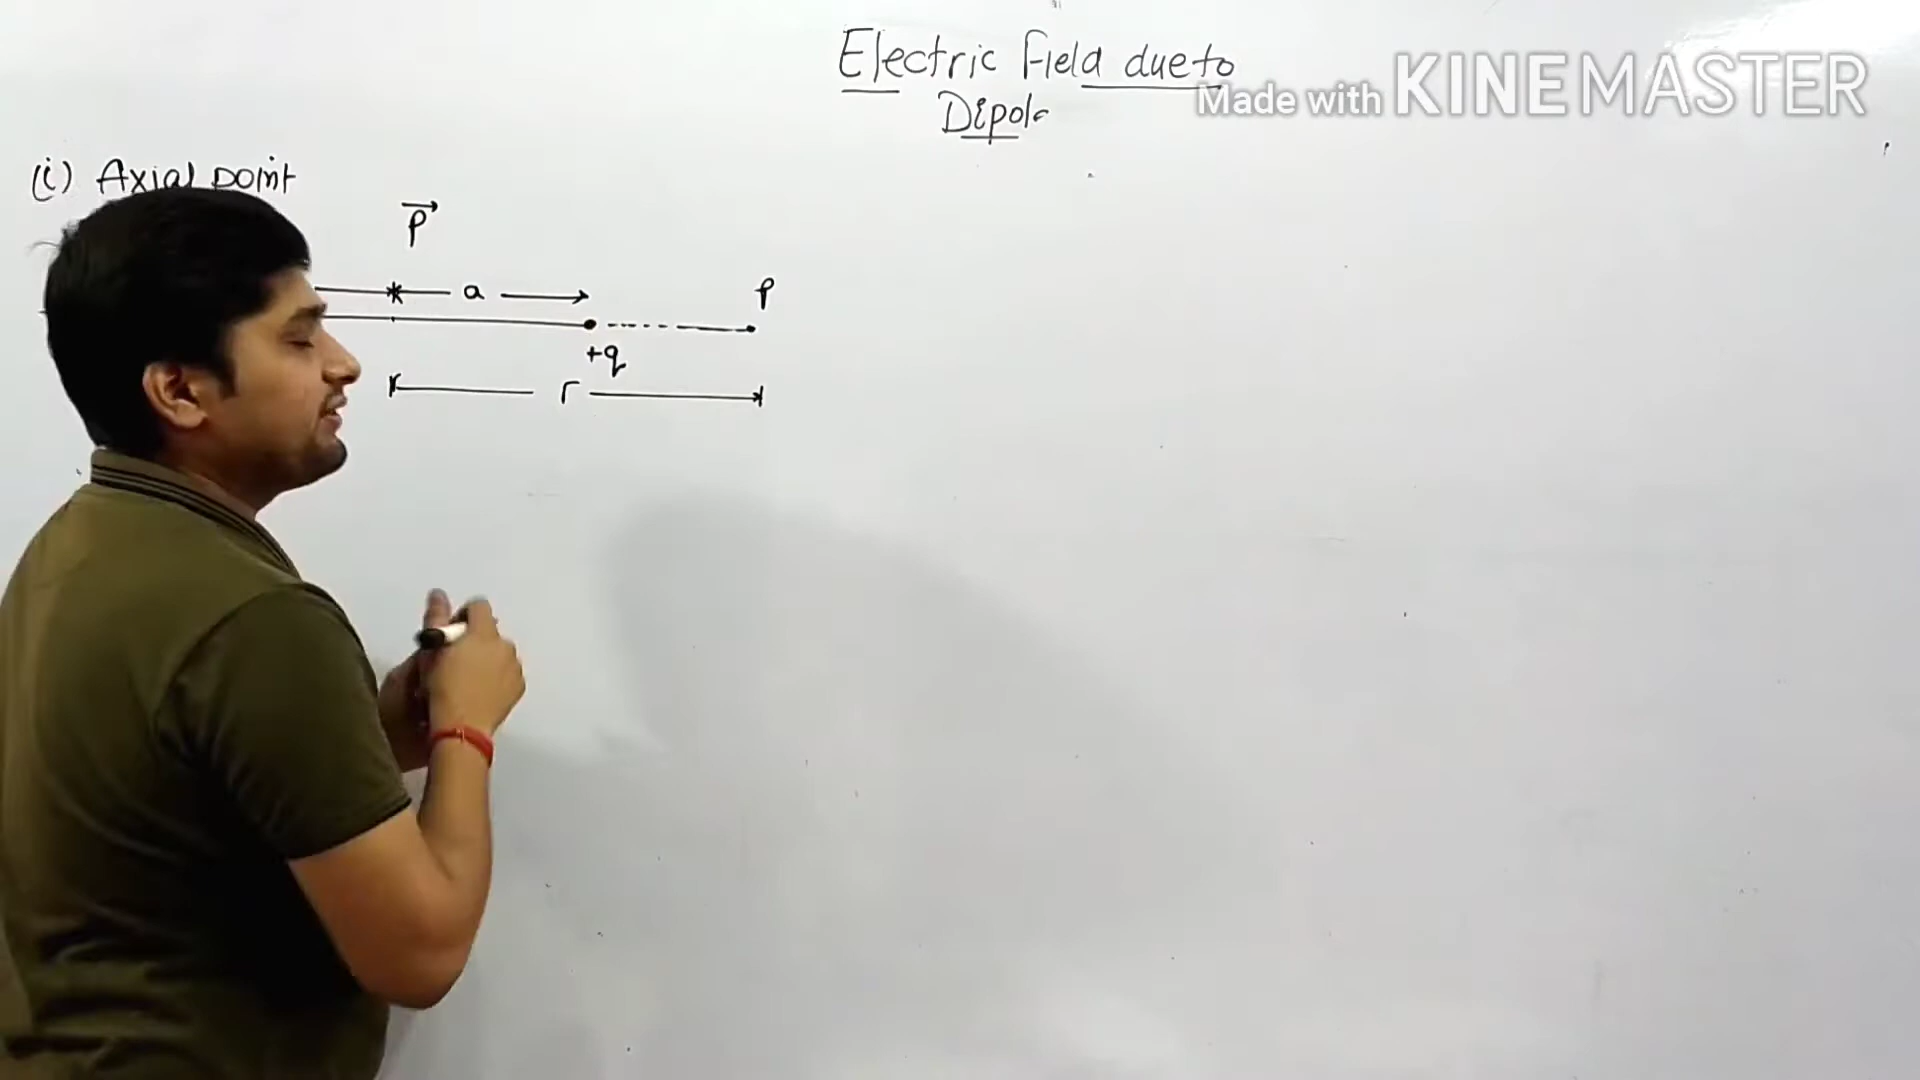 Electric Field due to
Made with KINEMASTER
Dipole
(i) Axial point
P
a
P
+q
r